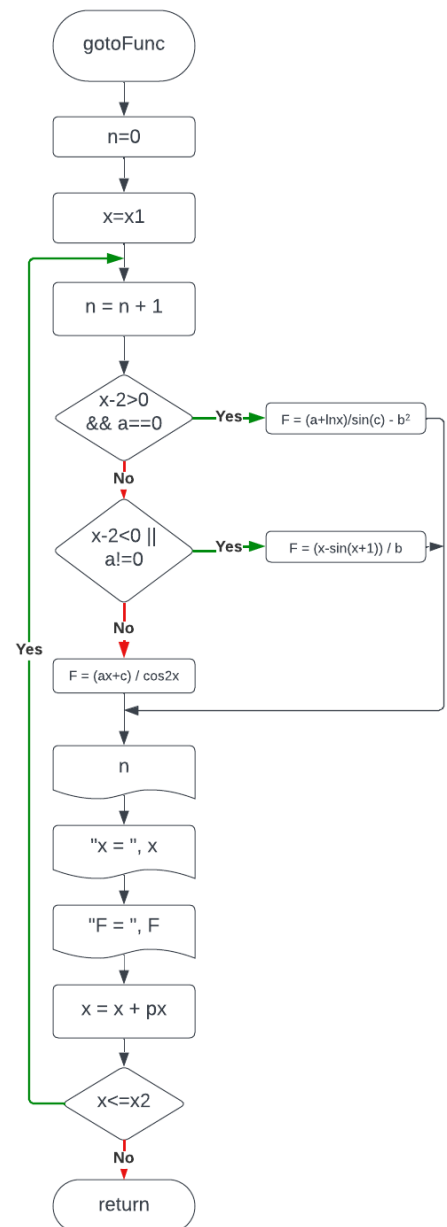 gotoFunc
n=0
x=x1
n = n + 1
x-2>0
&& a==0
Yes
F = (a+lnx)/sin(c) - b²
No
x-2<0 ||
a!=0
Yes
F = (x-sin(x+1)) / b
No
Yes
F = (ax+c) / cos2x
n
"x = ", x
"F = ", F
x = x + px
x<=x2
No
return